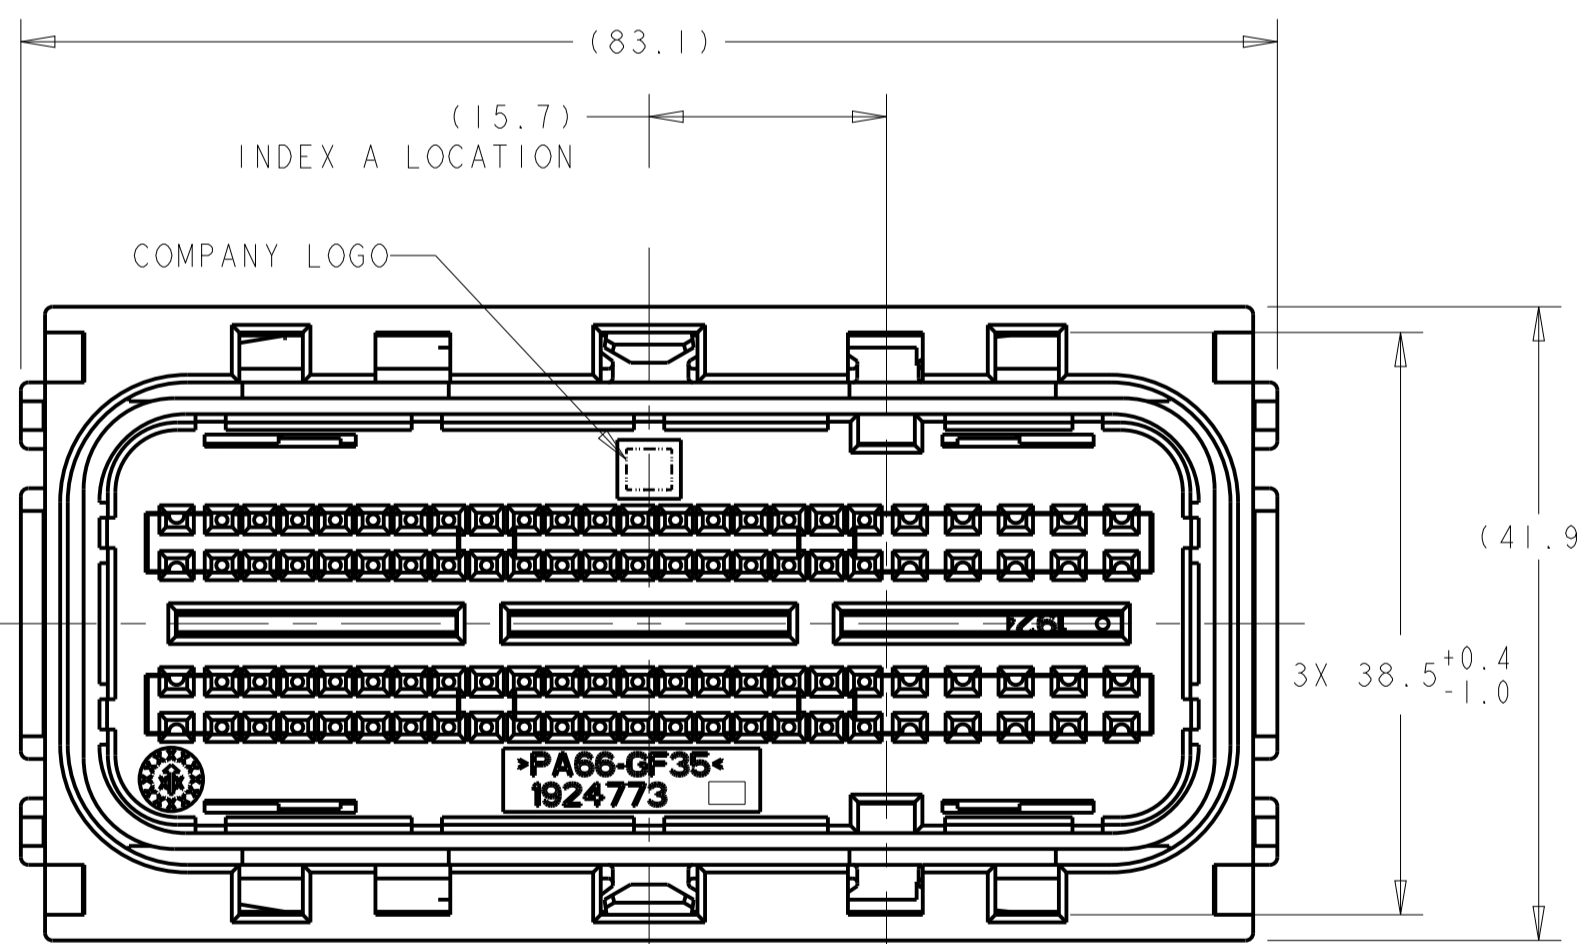 (83.1)
(15.7)
INDEX A LOCATION
COMPANY LOGO
(41.9
3X 38.5 +0.4
-1.0
>PA66-GF35<
1924773